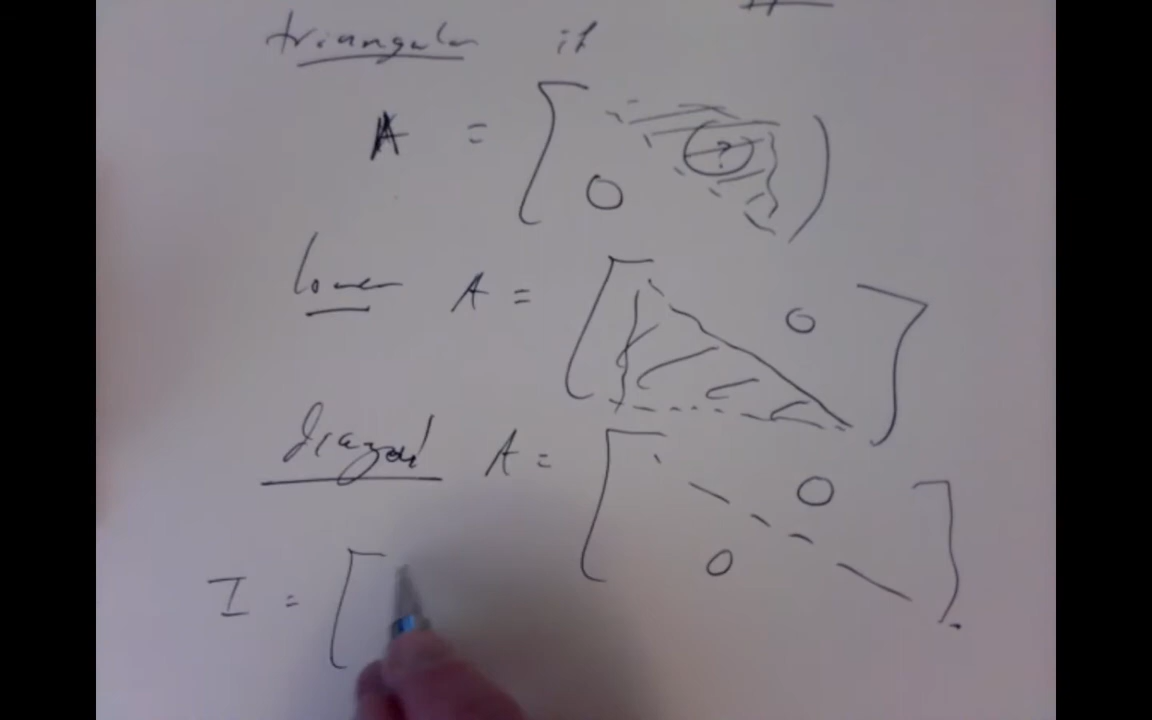 triangular if
A = [ ? 0 )
lower A = [ 0 ]
diagonal A = [ 0 0 ]
I = [